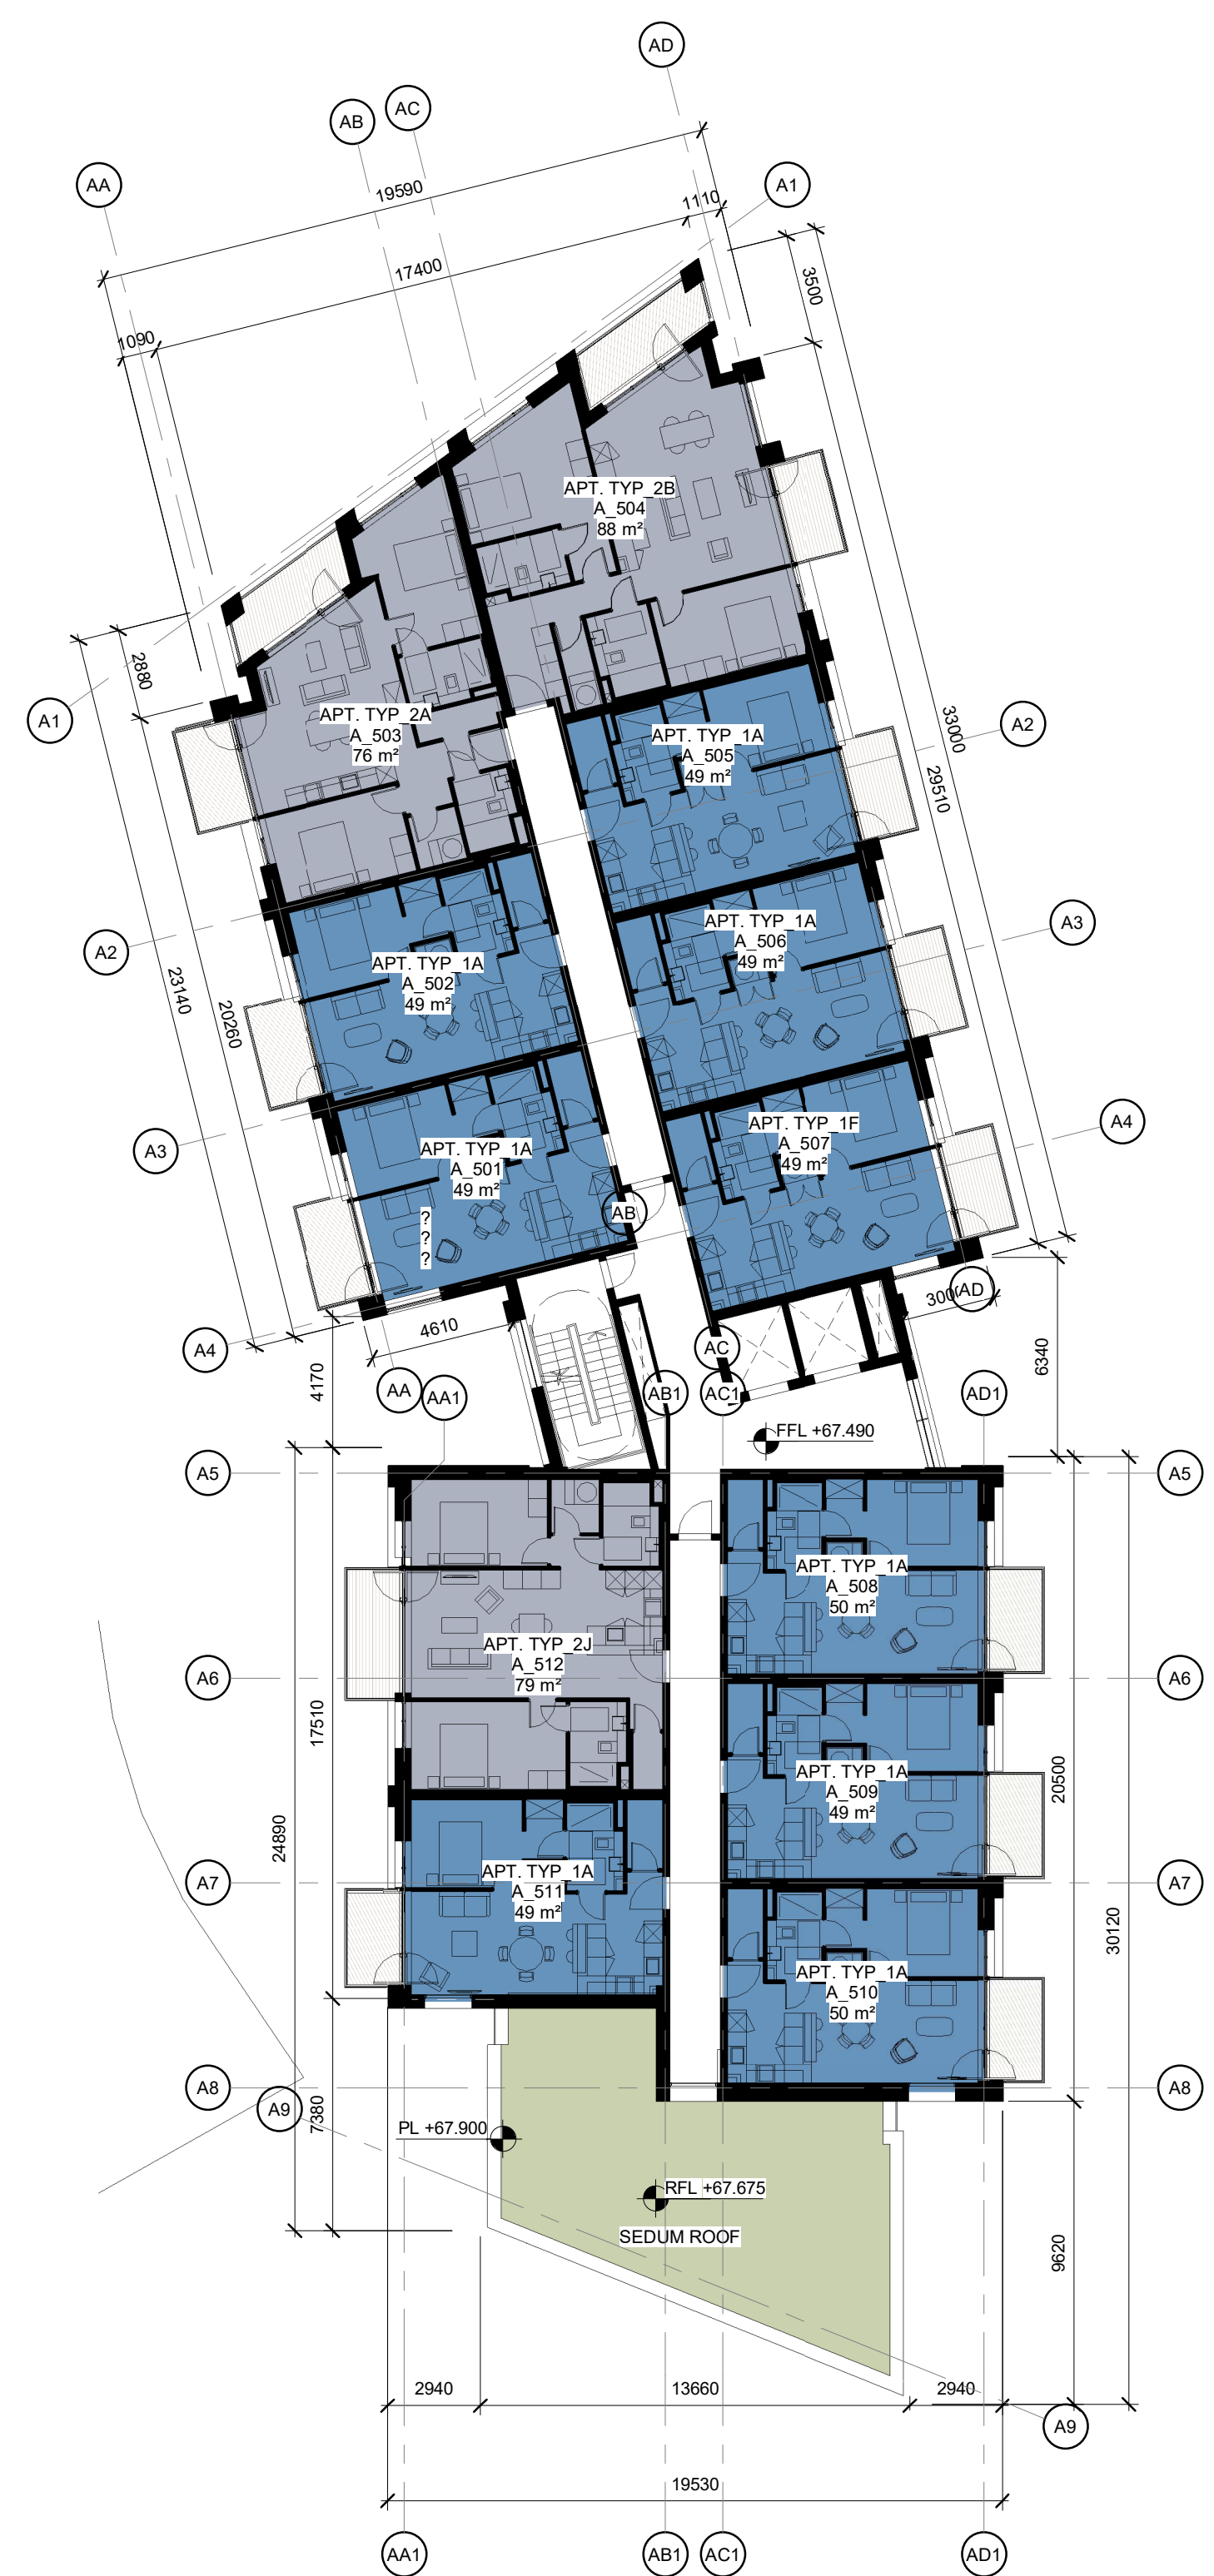 AD
AC
AB
AA
A1
19590
1110
17400
3500
1090
APT. TYP_2B
A_504
88 m²
2880
A1
APT. TYP_2A
A_503
76 m²
APT. TYP_1A
A_505
49 m²
33000
A2
29510
APT. TYP_1A
A_506
49 m²
A3
A2
APT. TYP_1A
A_502
49 m²
23140
20260
APT. TYP_1F
A_507
49 m²
A4
A3
APT. TYP_1A
A_501
49 m²
?
?
?
AB
AD
4610
A4
AC
6340
4170
AA
AA1
AB1
AC1
AD1
FFL +67.490
A5
A5
APT. TYP_1A
A_508
50 m²
APT. TYP_2J
A_512
79 m²
A6
A6
17510
APT. TYP_1A
A_509
49 m²
20500
24890
APT. TYP_1A
A_511
49 m²
A7
A7
30120
APT. TYP_1A
A_510
50 m²
A8
A8
A9
7380
PL +67.900
RFL +67.675
SEDUM ROOF
9620
2940
13660
2940
A9
19530
AA1
AB1
AC1
AD1